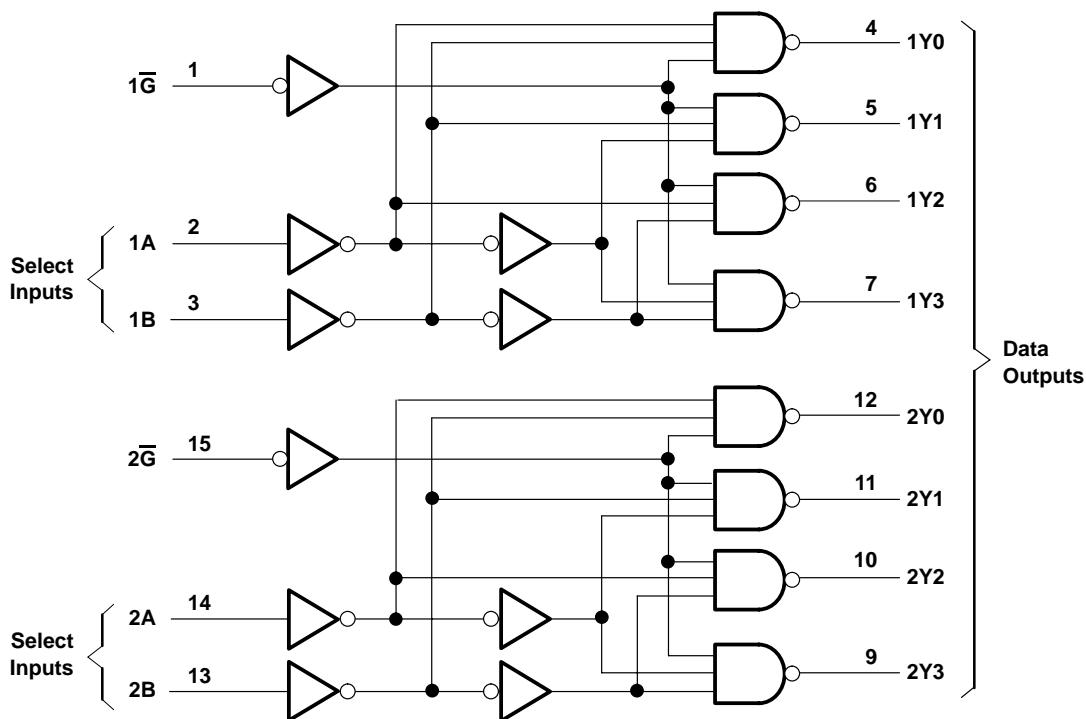 4
1Y0
1
1G̅
5
1Y1
6
1Y2
2
1A
Select
Inputs
3
1B
7
1Y3
Data
Outputs
12
2Y0
15
2G̅
11
2Y1
10
2Y2
14
2A
Select
Inputs
13
2B
9
2Y3